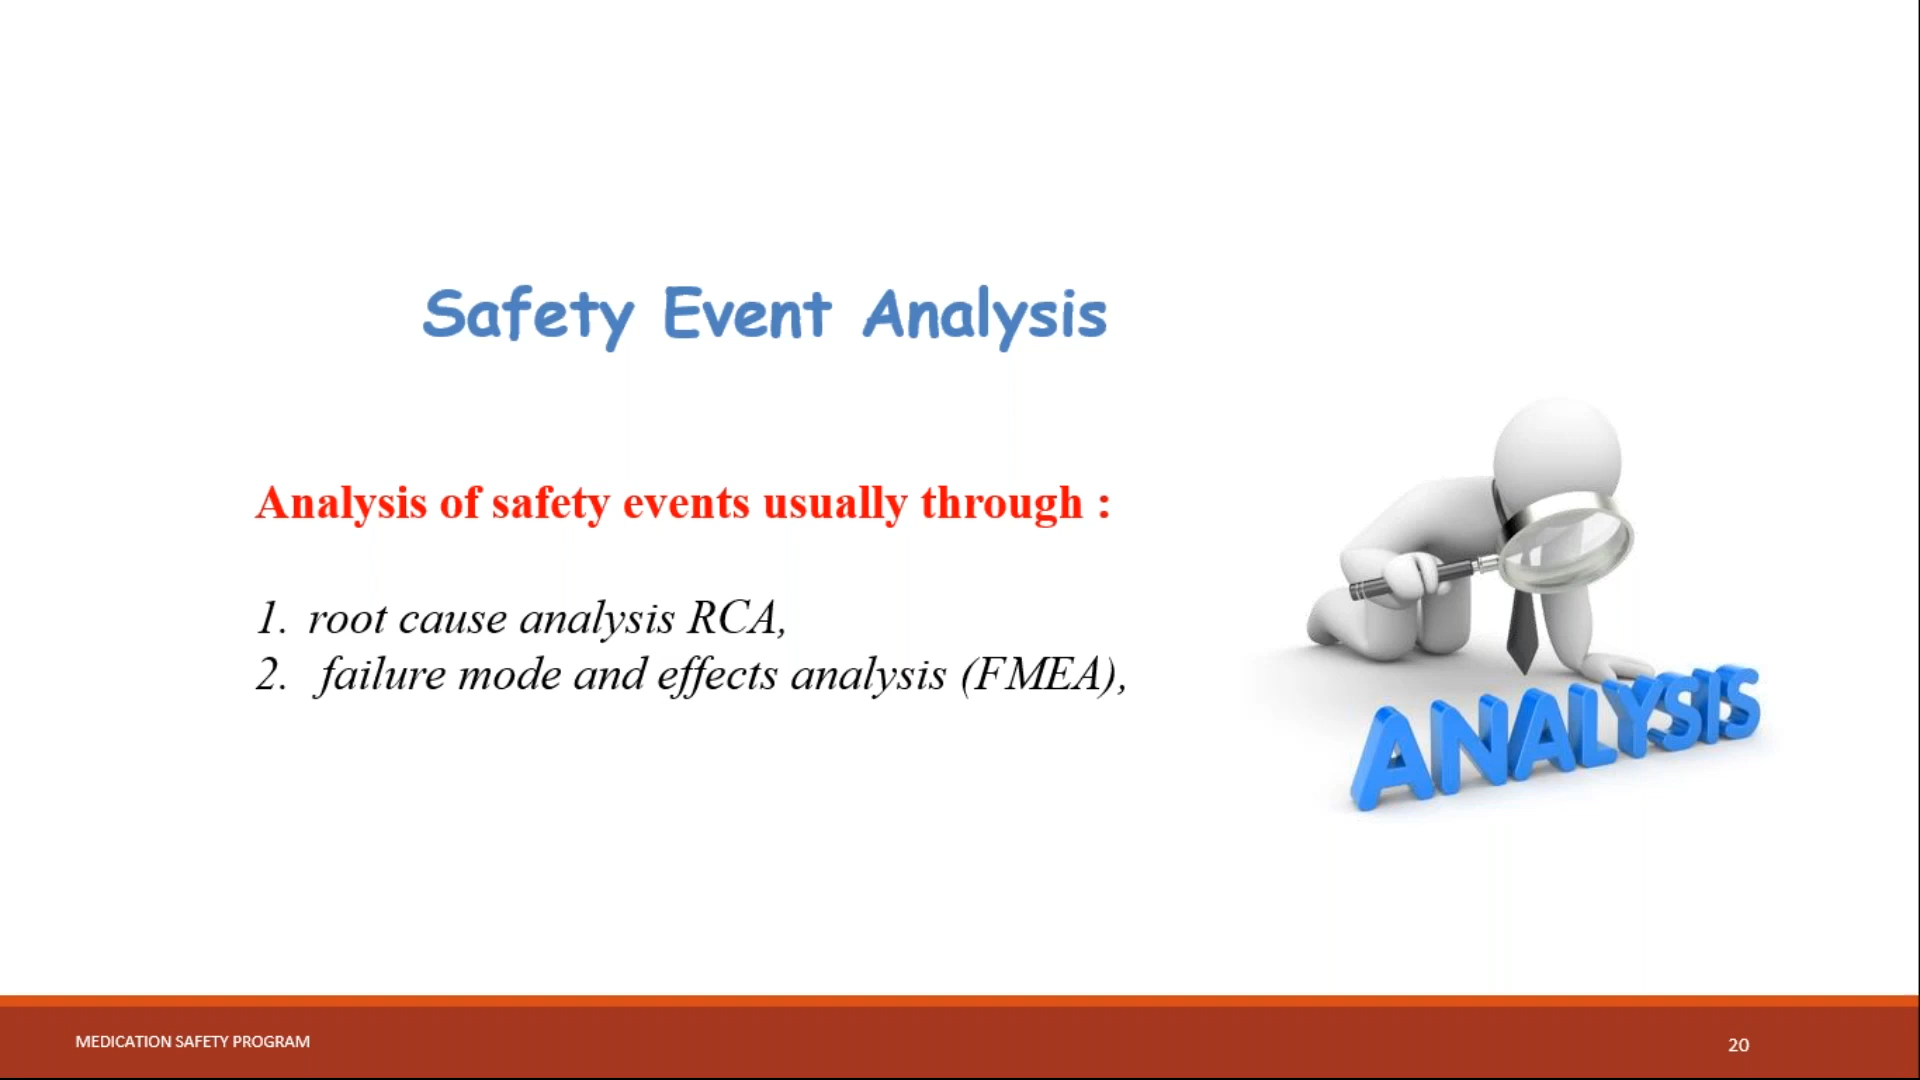 Safety Event Analysis
Analysis of safety events usually through :
1. root cause analysis RCA,
2. failure mode and effects analysis (FMEA),
ANALYSIS
MEDICATION SAFETY PROGRAM
20